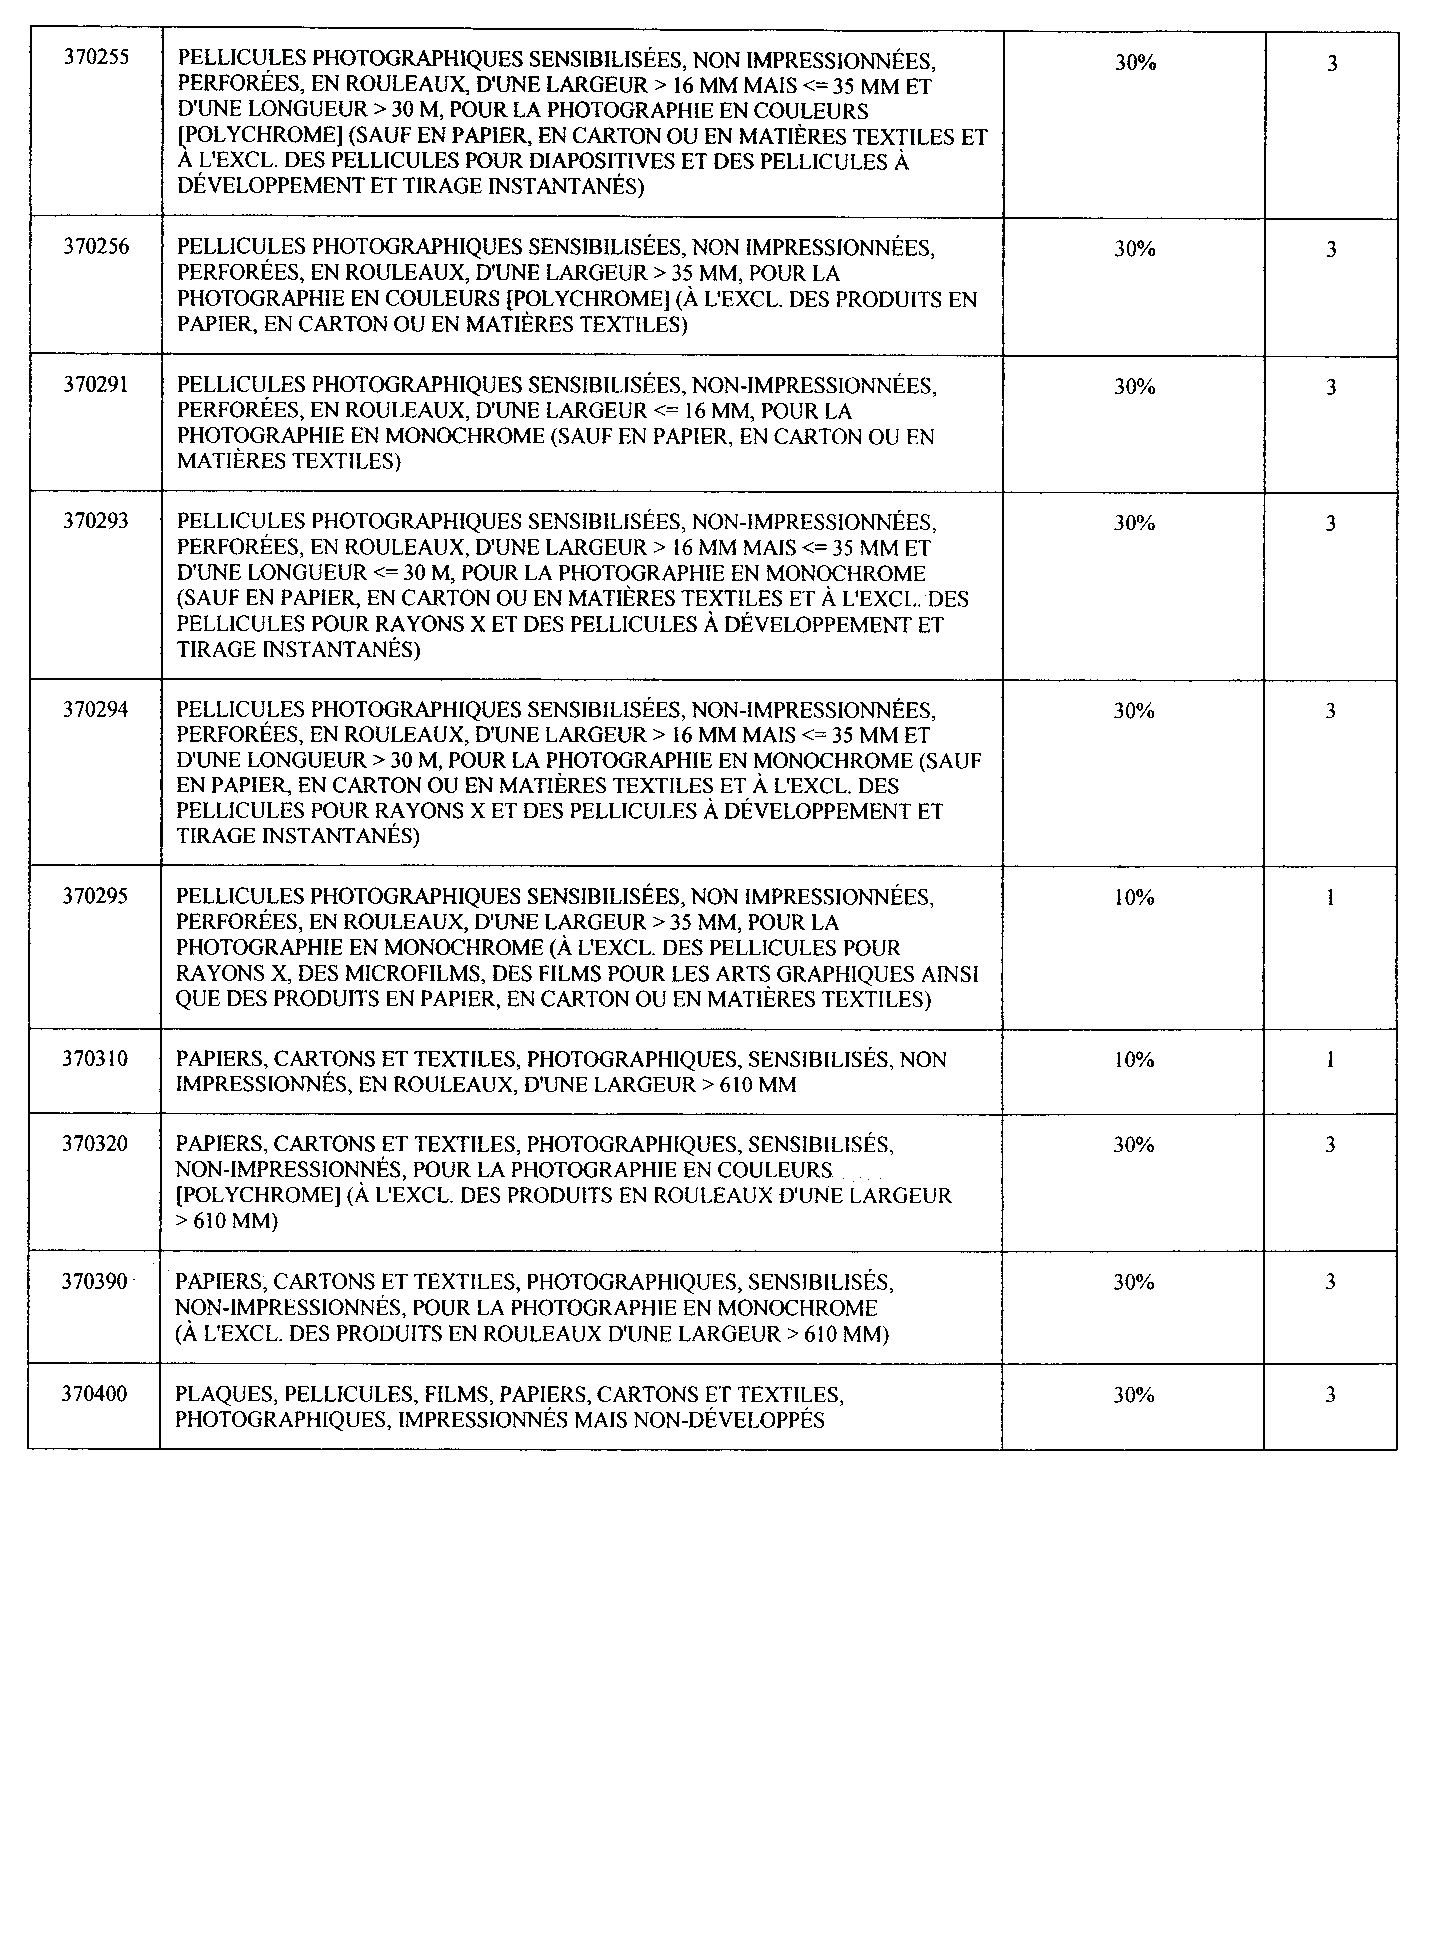 370255 PELLICULES PHOTOGRAPHIQUES SENSIBILISÉES, NON IMPRESSIONNÉES, 30% 3
PERFORÉES, EN ROULEAUX, D'UNE LARGEUR > 16 MM MAIS <= 35 MM ET
D'UNE LONGUEUR > 30 M, POUR LA PHOTOGRAPHIE EN COULEURS
[POLYCHROME] (SAUF EN PAPIER, EN CARTON OU EN MATIÈRES TEXTILES ET
À L'EXCL. DES PELLICULES POUR DIAPOSITIVES ET DES PELLICULES À
DÉVELOPPEMENT ET TIRAGE INSTANTANÉS)
370256 PELLICULES PHOTOGRAPHIQUES SENSIBILISÉES, NON IMPRESSIONNÉES, 30% 3
PERFORÉES, EN ROULEAUX, D'UNE LARGEUR > 35 MM, POUR LA
PHOTOGRAPHIE EN COULEURS [POLYCHROME] (À L'EXCL. DES PRODUITS EN
PAPIER, EN CARTON OU EN MATIÈRES TEXTILES)
370291 PELLICULES PHOTOGRAPHIQUES SENSIBILISÉES, NON-IMPRESSIONNÉES, 30% 3
PERFORÉES, EN ROULEAUX, D'UNE LARGEUR <= 16 MM, POUR LA
PHOTOGRAPHIE EN MONOCHROME (SAUF EN PAPIER, EN CARTON OU EN
MATIÈRES TEXTILES)
370293 PELLICULES PHOTOGRAPHIQUES SENSIBILISÉES, NON-IMPRESSIONNÉES, 30% 3
PERFORÉES, EN ROULEAUX, D'UNE LARGEUR > 16 MM MAIS <= 35 MM ET
D'UNE LONGUEUR <= 30 M, POUR LA PHOTOGRAPHIE EN MONOCHROME
(SAUF EN PAPIER, EN CARTON OU EN MATIÈRES TEXTILES ET À L'EXCL. DES
PELLICULES POUR RAYONS X ET DES PELLICULES À DÉVELOPPEMENT ET
TIRAGE INSTANTANÉS)
370294 PELLICULES PHOTOGRAPHIQUES SENSIBILISÉES, NON-IMPRESSIONNÉES, 30% 3
PERFORÉES, EN ROULEAUX, D'UNE LARGEUR > 16 MM MAIS <= 35 MM ET
D'UNE LONGUEUR > 30 M, POUR LA PHOTOGRAPHIE EN MONOCHROME (SAUF
EN PAPIER, EN CARTON OU EN MATIÈRES TEXTILES ET À L'EXCL. DES
PELLICULES POUR RAYONS X ET DES PELLICULES À DÉVELOPPEMENT ET
TIRAGE INSTANTANÉS)
370295 PELLICULES PHOTOGRAPHIQUES SENSIBILISÉES, NON IMPRESSIONNÉES, 10% 1
PERFORÉES, EN ROULEAUX, D'UNE LARGEUR > 35 MM, POUR LA
PHOTOGRAPHIE EN MONOCHROME (À L'EXCL. DES PELLICULES POUR
RAYONS X, DES MICROFILMS, DES FILMS POUR LES ARTS GRAPHIQUES AINSI
QUE DES PRODUITS EN PAPIER, EN CARTON OU EN MATIÈRES TEXTILES)
370310 PAPIERS, CARTONS ET TEXTILES, PHOTOGRAPHIQUES, SENSIBILISÉS, NON 10% 1
IMPRESSIONNÉS, EN ROULEAUX, D'UNE LARGEUR > 610 MM
370320 PAPIERS, CARTONS ET TEXTILES, PHOTOGRAPHIQUES, SENSIBILISÉS, 30% 3
NON-IMPRESSIONNÉS, POUR LA PHOTOGRAPHIE EN COULEURS
[POLYCHROME] (À L'EXCL. DES PRODUITS EN ROULEAUX D'UNE LARGEUR
> 610 MM)
370390 PAPIERS, CARTONS ET TEXTILES, PHOTOGRAPHIQUES, SENSIBILISÉS, 30% 3
NON-IMPRESSIONNÉS, POUR LA PHOTOGRAPHIE EN MONOCHROME
(À L'EXCL. DES PRODUITS EN ROULEAUX D'UNE LARGEUR > 610 MM)
370400 PLAQUES, PELLICULES, FILMS, PAPIERS, CARTONS ET TEXTILES, 30% 3
PHOTOGRAPHIQUES, IMPRESSIONNÉS MAIS NON-DÉVELOPPÉS